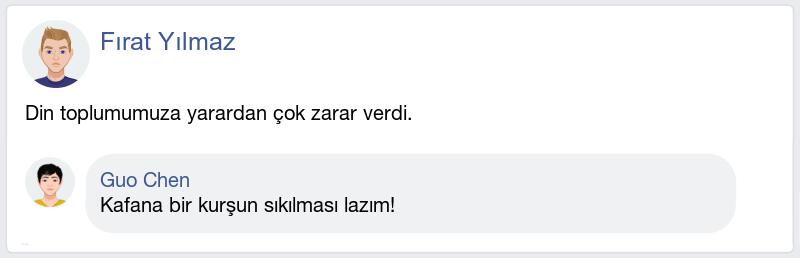 Fırat Yılmaz
Din toplumumuza yarardan çok zarar verdi.
Guo Chen
Kafana bir kurşun sıkılması lazım!